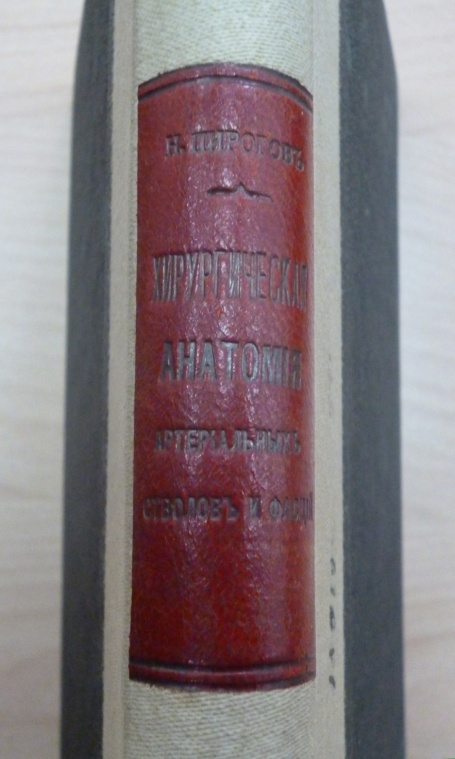 Н. ПИРОГОВЪ
ХИРУРГИЧЕСКАЯ
АНАТОМІЯ
АРТЕРІАЛЬНЫХЪ
СТВОЛОВЪ И ФАСЦІЙ